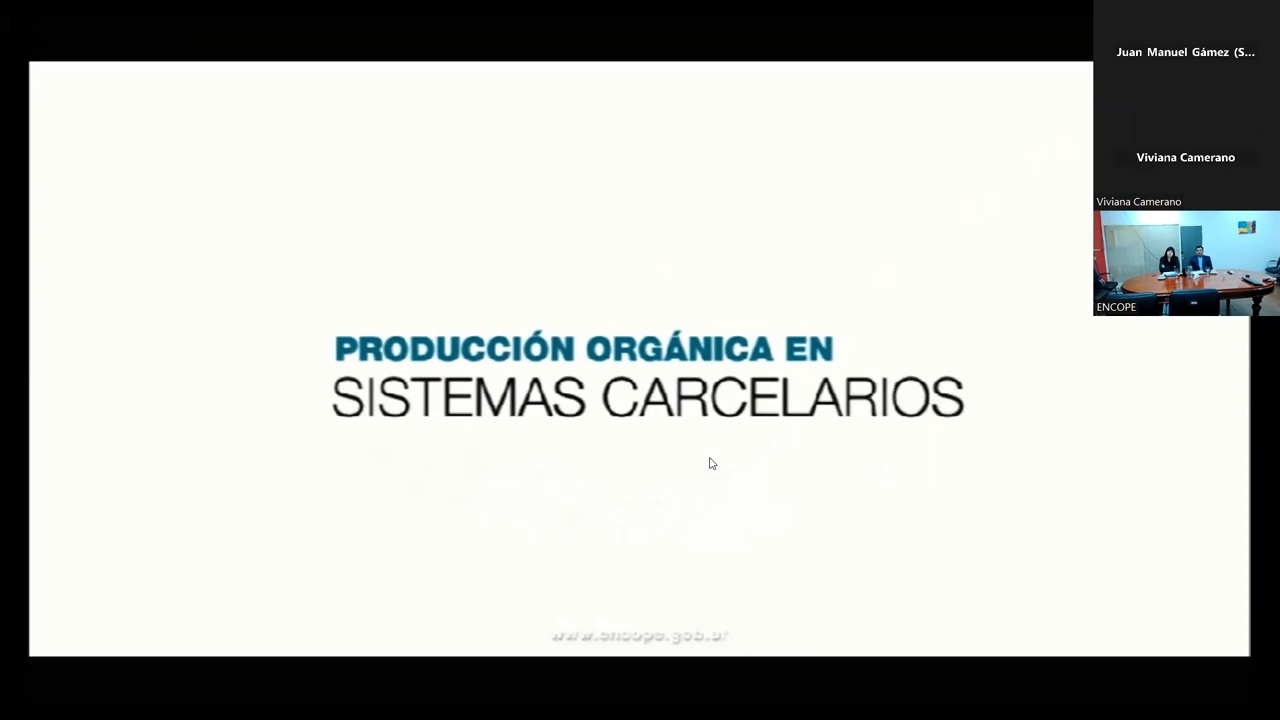 Juan Manuel Gámez (S...
Viviana Camerano
Viviana Camerano
ENCOPE
PRODUCCIÓN ORGÁNICA EN
SISTEMAS CARCELARIOS
www.encope.gob.ar